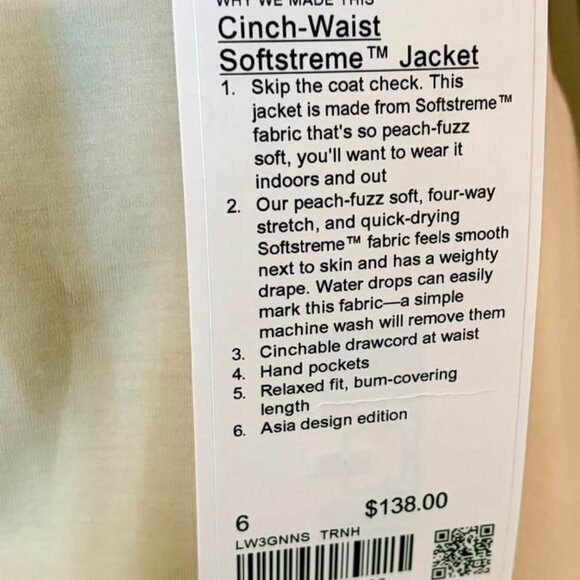 WHY WE MADE THIS
Cinch-Waist
Softstreme™ Jacket
1. Skip the coat check. This
jacket is made from Softstreme™
fabric that's so peach-fuzz
soft, you'll want to wear it
indoors and out
2. Our peach-fuzz soft, four-way
stretch, and quick-drying
Softstreme™ fabric feels smooth
next to skin and has a weighty
drape. Water drops can easily
mark this fabric—a simple
machine wash will remove them
3. Cinchable drawcord at waist
4. Hand pockets
5. Relaxed fit, bum-covering
length
6. Asia design edition
6 $138.00
LW3GNNS TRNH